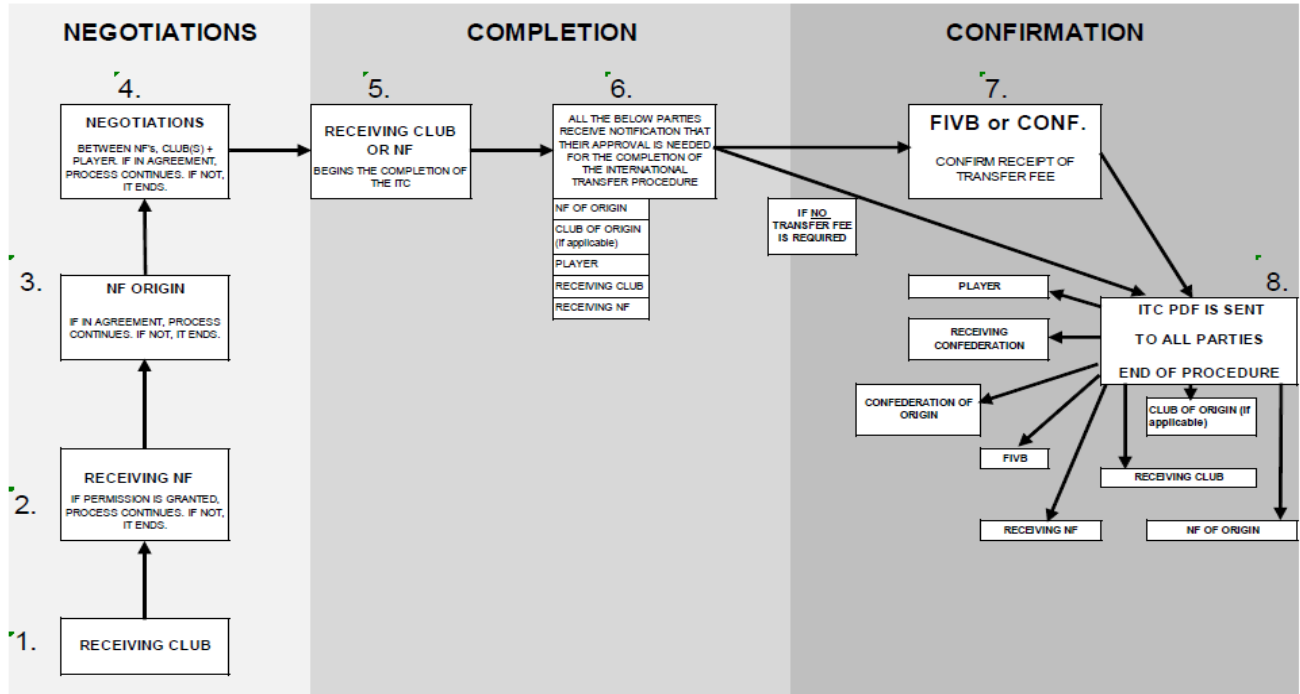 NEGOTIATIONS
COMPLETION
CONFIRMATION
4.
NEGOTIATIONS
BETWEEN NF's, CLUB(S) +
PLAYER. IF IN AGREEMENT,
PROCESS CONTINUES. IF NOT,
IT ENDS.
3.
NF ORIGIN
IF IN AGREEMENT, PROCESS
CONTINUES. IF NOT, IT ENDS.
2.
RECEIVING NF
IF PERMISSION IS GRANTED,
PROCESS CONTINUES. IF NOT,
IT ENDS.
1.
RECEIVING CLUB
5.
RECEIVING CLUB
OR NF
BEGINS THE COMPLETION OF
THE ITC
6.
ALL THE BELOW PARTIES
RECEIVE NOTIFICATION THAT
THEIR APPROVAL IS NEEDED
FOR THE COMPLETION OF
THE INTERNATIONAL
TRANSFER PROCEDURE
NF OF ORIGIN
CLUB OF ORIGIN
(if applicable)
PLAYER
RECEIVING CLUB
RECEIVING NF
IF NO
TRANSFER FEE
IS REQUIRED
7.
FIVB or CONF.
CONFIRM RECEIPT OF
TRANSFER FEE
8.
ITC PDF IS SENT
TO ALL PARTIES
END OF PROCEDURE
PLAYER
RECEIVING
CONFEDERATION
CONFEDERATION OF
ORIGIN
FIVB
RECEIVING NF
CLUB OF ORIGIN (if
applicable)
RECEIVING CLUB
NF OF ORIGIN